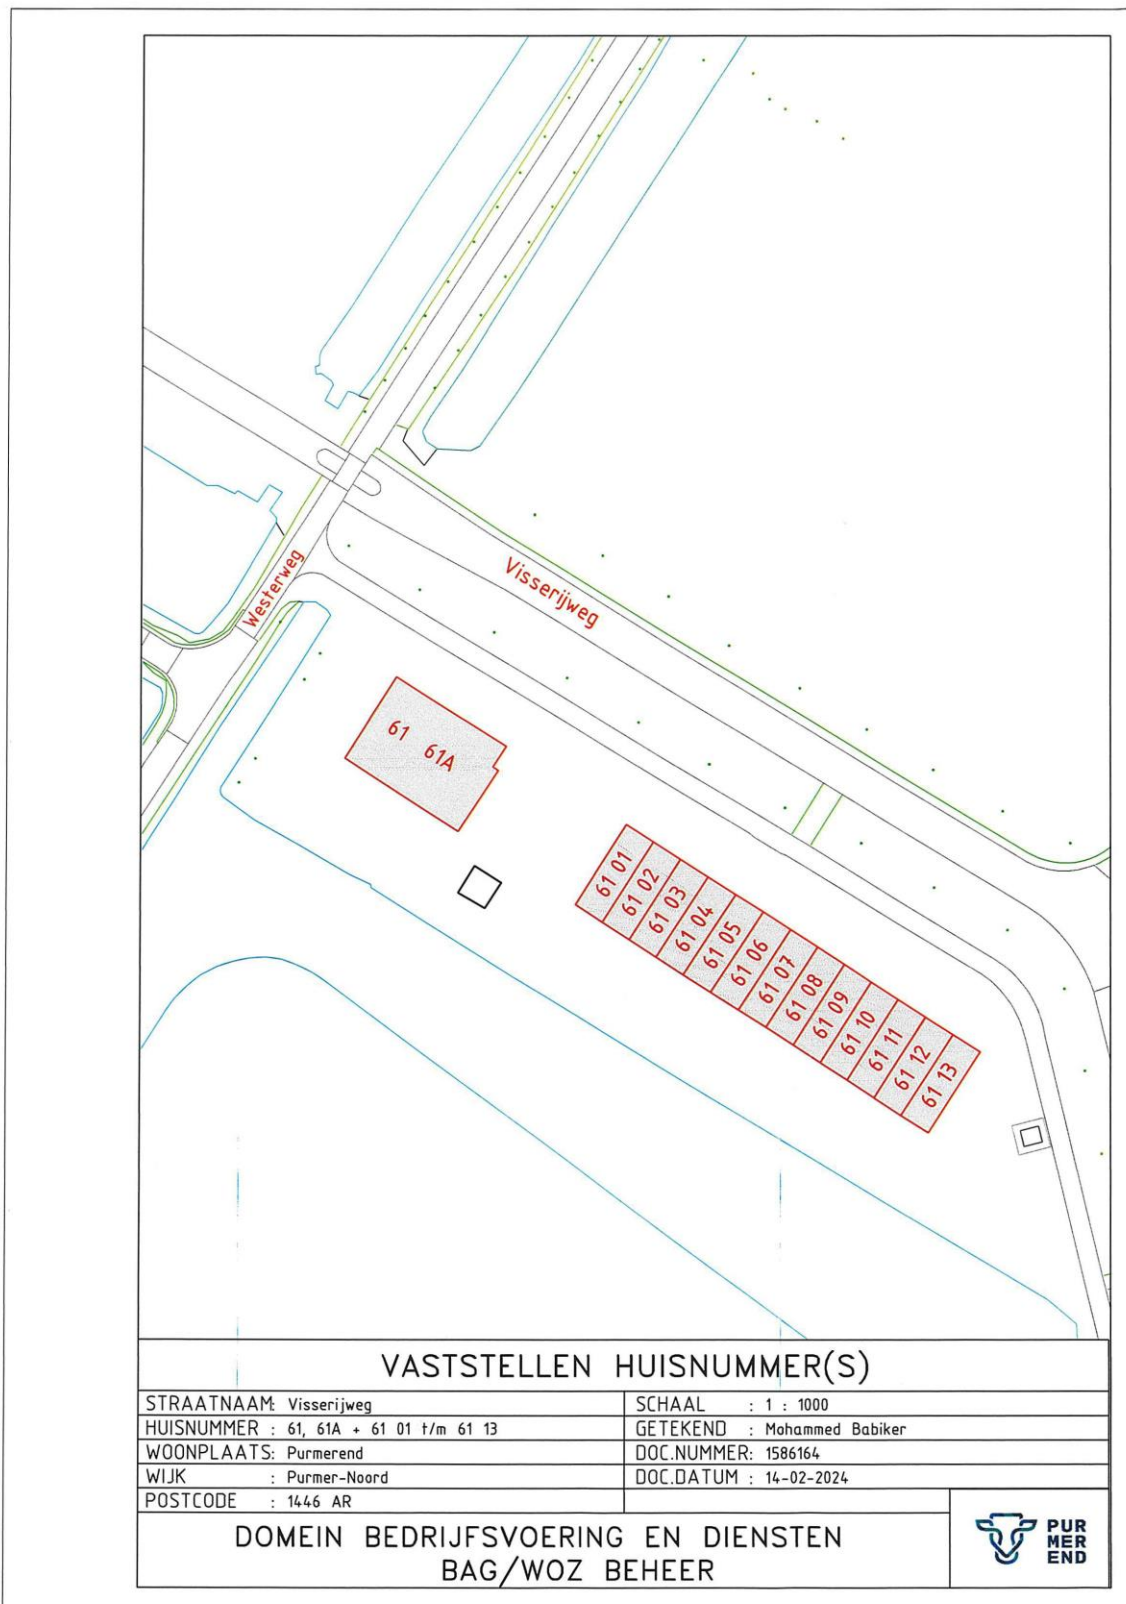 Westerweg
Visserijweg
61 61A
61 01
61 02
61 03
61 04
61 05
61 06
61 07
61 08
61 09
61 10
61 11
61 12
61 13
VASTSTELLEN HUISNUMMER(S)
STRAATNAAM: Visserijweg
SCHAAL : 1 : 1000
HUISNUMMER : 61, 61A + 61 01 t/m 61 13
GETEKEND : Mohammed Babiker
WOONPLAATS: Purmerend
DOC.NUMMER: 1586164
WIJK : Purmer-Noord
DOC.DATUM : 14-02-2024
POSTCODE : 1446 AR
DOMEIN BEDRIJFSVOERING EN DIENSTEN
BAG/WOZ BEHEER
PUR
MER
END